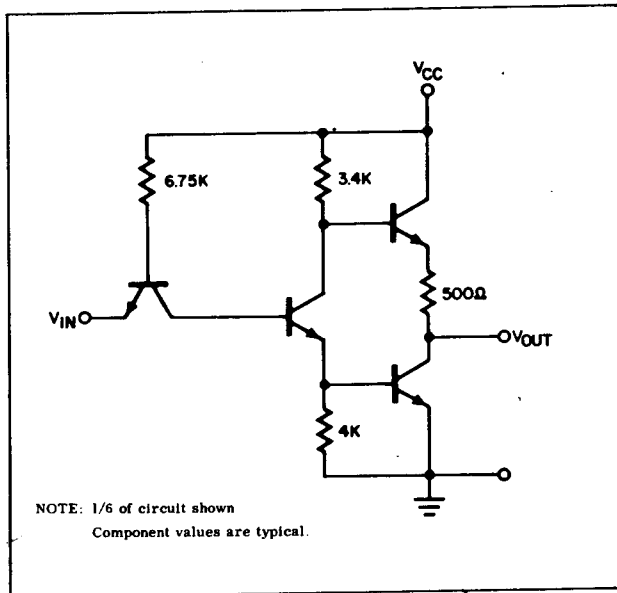 VCC
6.75K
3.4K
500Ω
VIN
VOUT
4K
NOTE: 1/6 of circuit shown
Component values are typical.